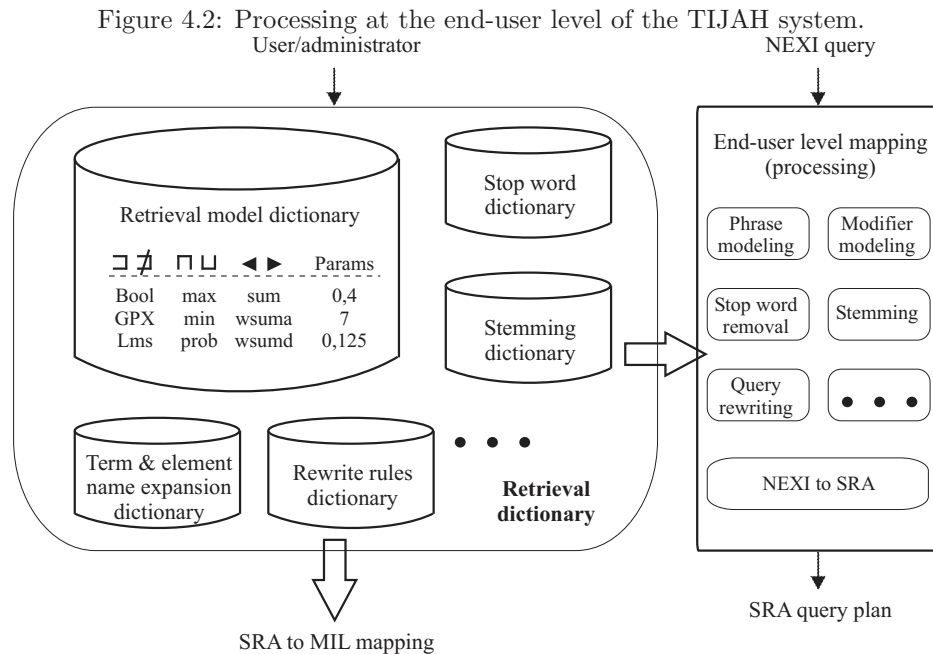 Figure 4.2: Processing at the end-user level of the TIJAH system.
User/administrator
NEXI query
Retrieval model dictionary
⊐ ⋣ ⊓ ⊔ ◄ ► Params
Bool max sum 0,4
GPX min wsuma 7
Lms prob wsumd 0,125
Stop word
dictionary
Stemming
dictionary
Term & element
name expansion
dictionary
Rewrite rules
dictionary
• • •
Retrieval
dictionary
SRA to MIL mapping
End-user level mapping
(processing)
Phrase
modeling
Modifier
modeling
Stop word
removal
Stemming
Query
rewriting
• • •
NEXI to SRA
SRA query plan